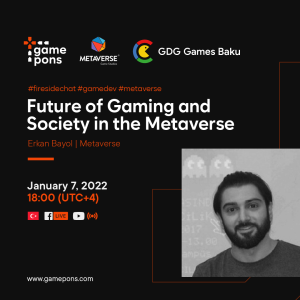 game
pons
METAVERSE
GDG Games Baku
#firesidechat #gamedev #metaverse
Future of Gaming and
Society in the Metaverse
Erkan Bayol | Metaverse
January 7, 2022
18:00 (UTC+4)
LIVE
www.gamepons.com